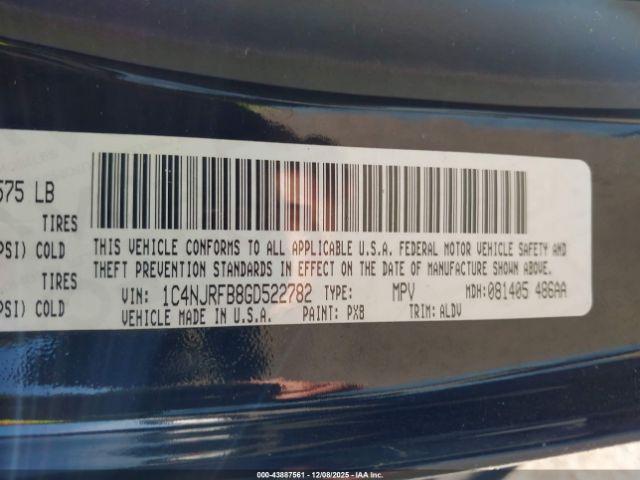 575 LB
TIRES
PSI) COLD
TIRES
PSI) COLD
THIS VEHICLE CONFORMS TO ALL APPLICABLE U.S.A. FEDERAL MOTOR VEHICLE SAFETY AND
THEFT PREVENTION STANDARDS IN EFFECT ON THE DATE OF MANUFACTURE SHOWN ABOVE.
VIN: 1C4NJRFB8GD522782 TYPE: MPV MDH: 081405 486AA
VEHICLE MADE IN U.S.A. PAINT: PX8 TRIM: ALDV
000-43887561 - 12/08/2025 - IAA Inc.